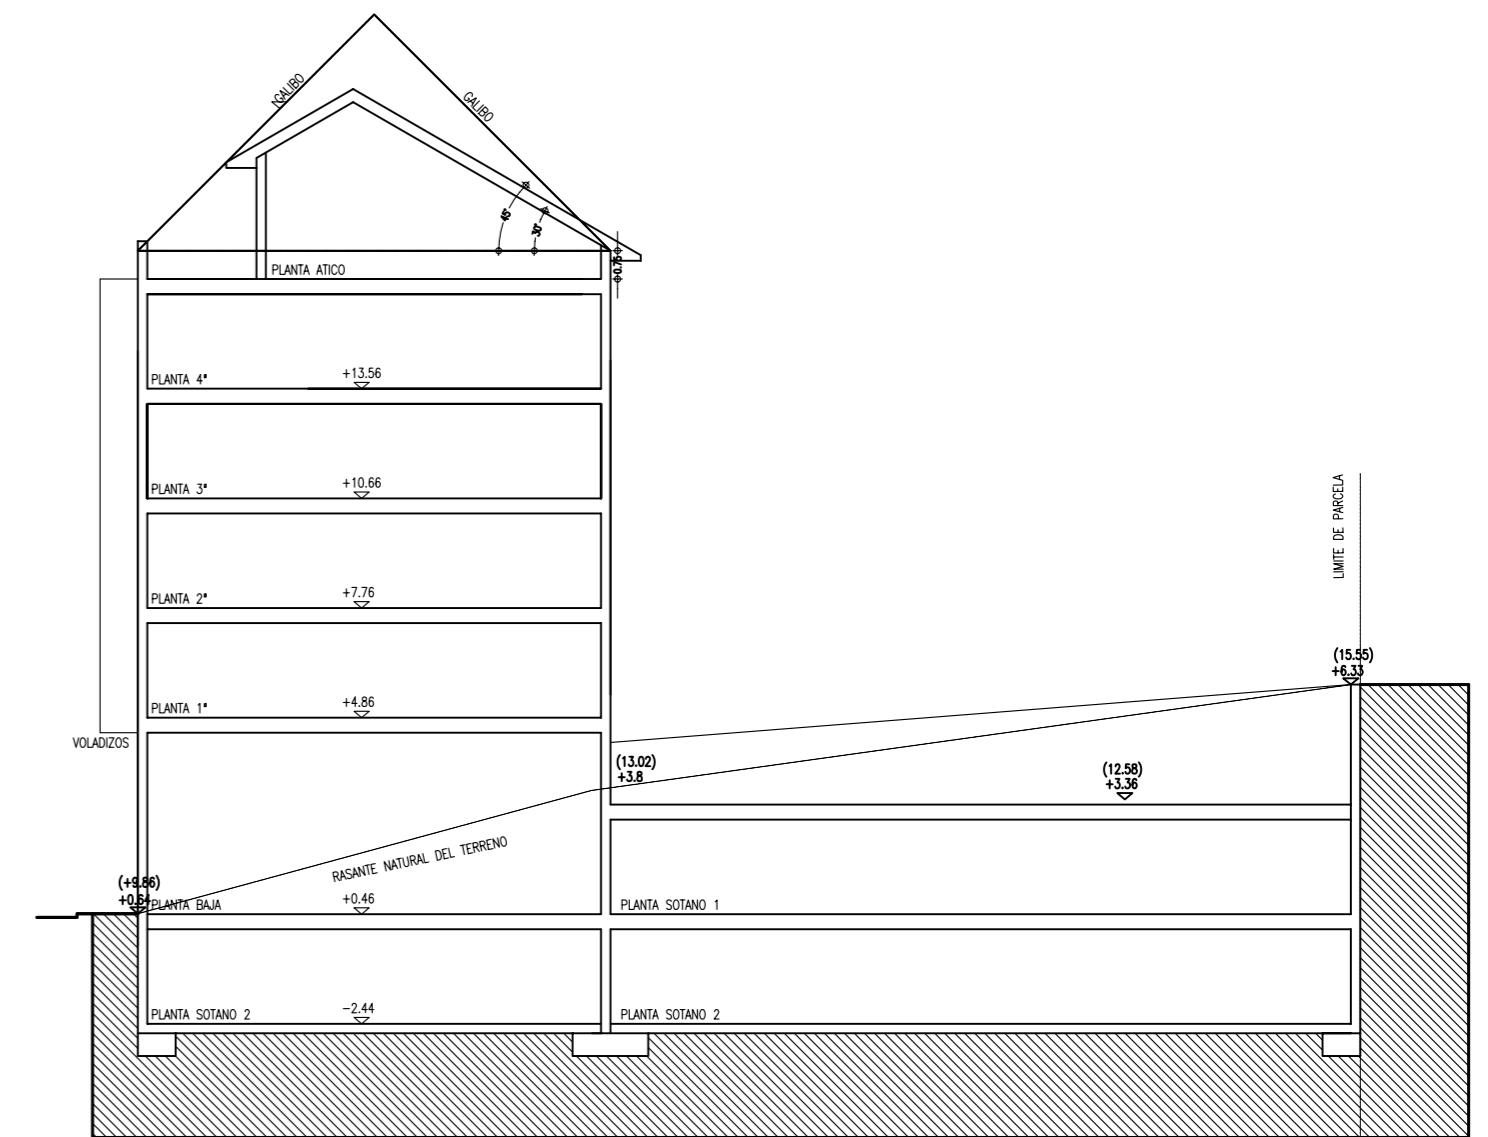 GALIBO
GALIBO
45°
30°
+0.75
PLANTA ATICO
PLANTA 4ª
+13.56
PLANTA 3ª
+10.66
PLANTA 2ª
+7.76
PLANTA 1ª
+4.86
VOLADIZOS
LIMITE DE PARCELA
(15.55)
+6.33
(13.02)
+3.8
(12.58)
+3.36
RASANTE NATURAL DEL TERRENO
(+9.86)
+0.64
PLANTA BAJA
+0.46
PLANTA SOTANO 1
PLANTA SOTANO 2
-2.44
PLANTA SOTANO 2